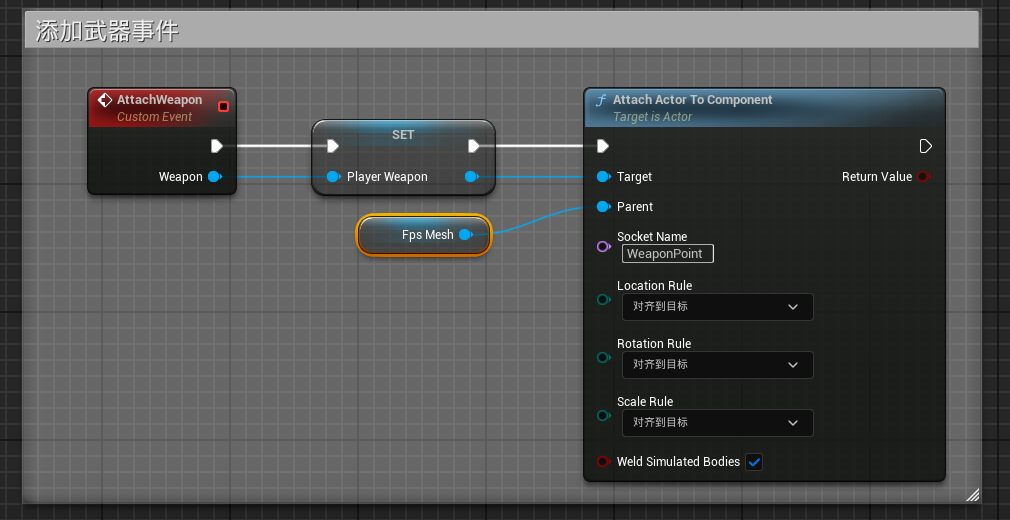 添加武器事件
AttachWeapon
Custom Event
Weapon
SET
Player Weapon
Fps Mesh
f Attach Actor To Component
Target is Actor
Target
Return Value
Parent
Socket Name
WeaponPoint
Location Rule
对齐到目标
Rotation Rule
对齐到目标
Scale Rule
对齐到目标
Weld Simulated Bodies